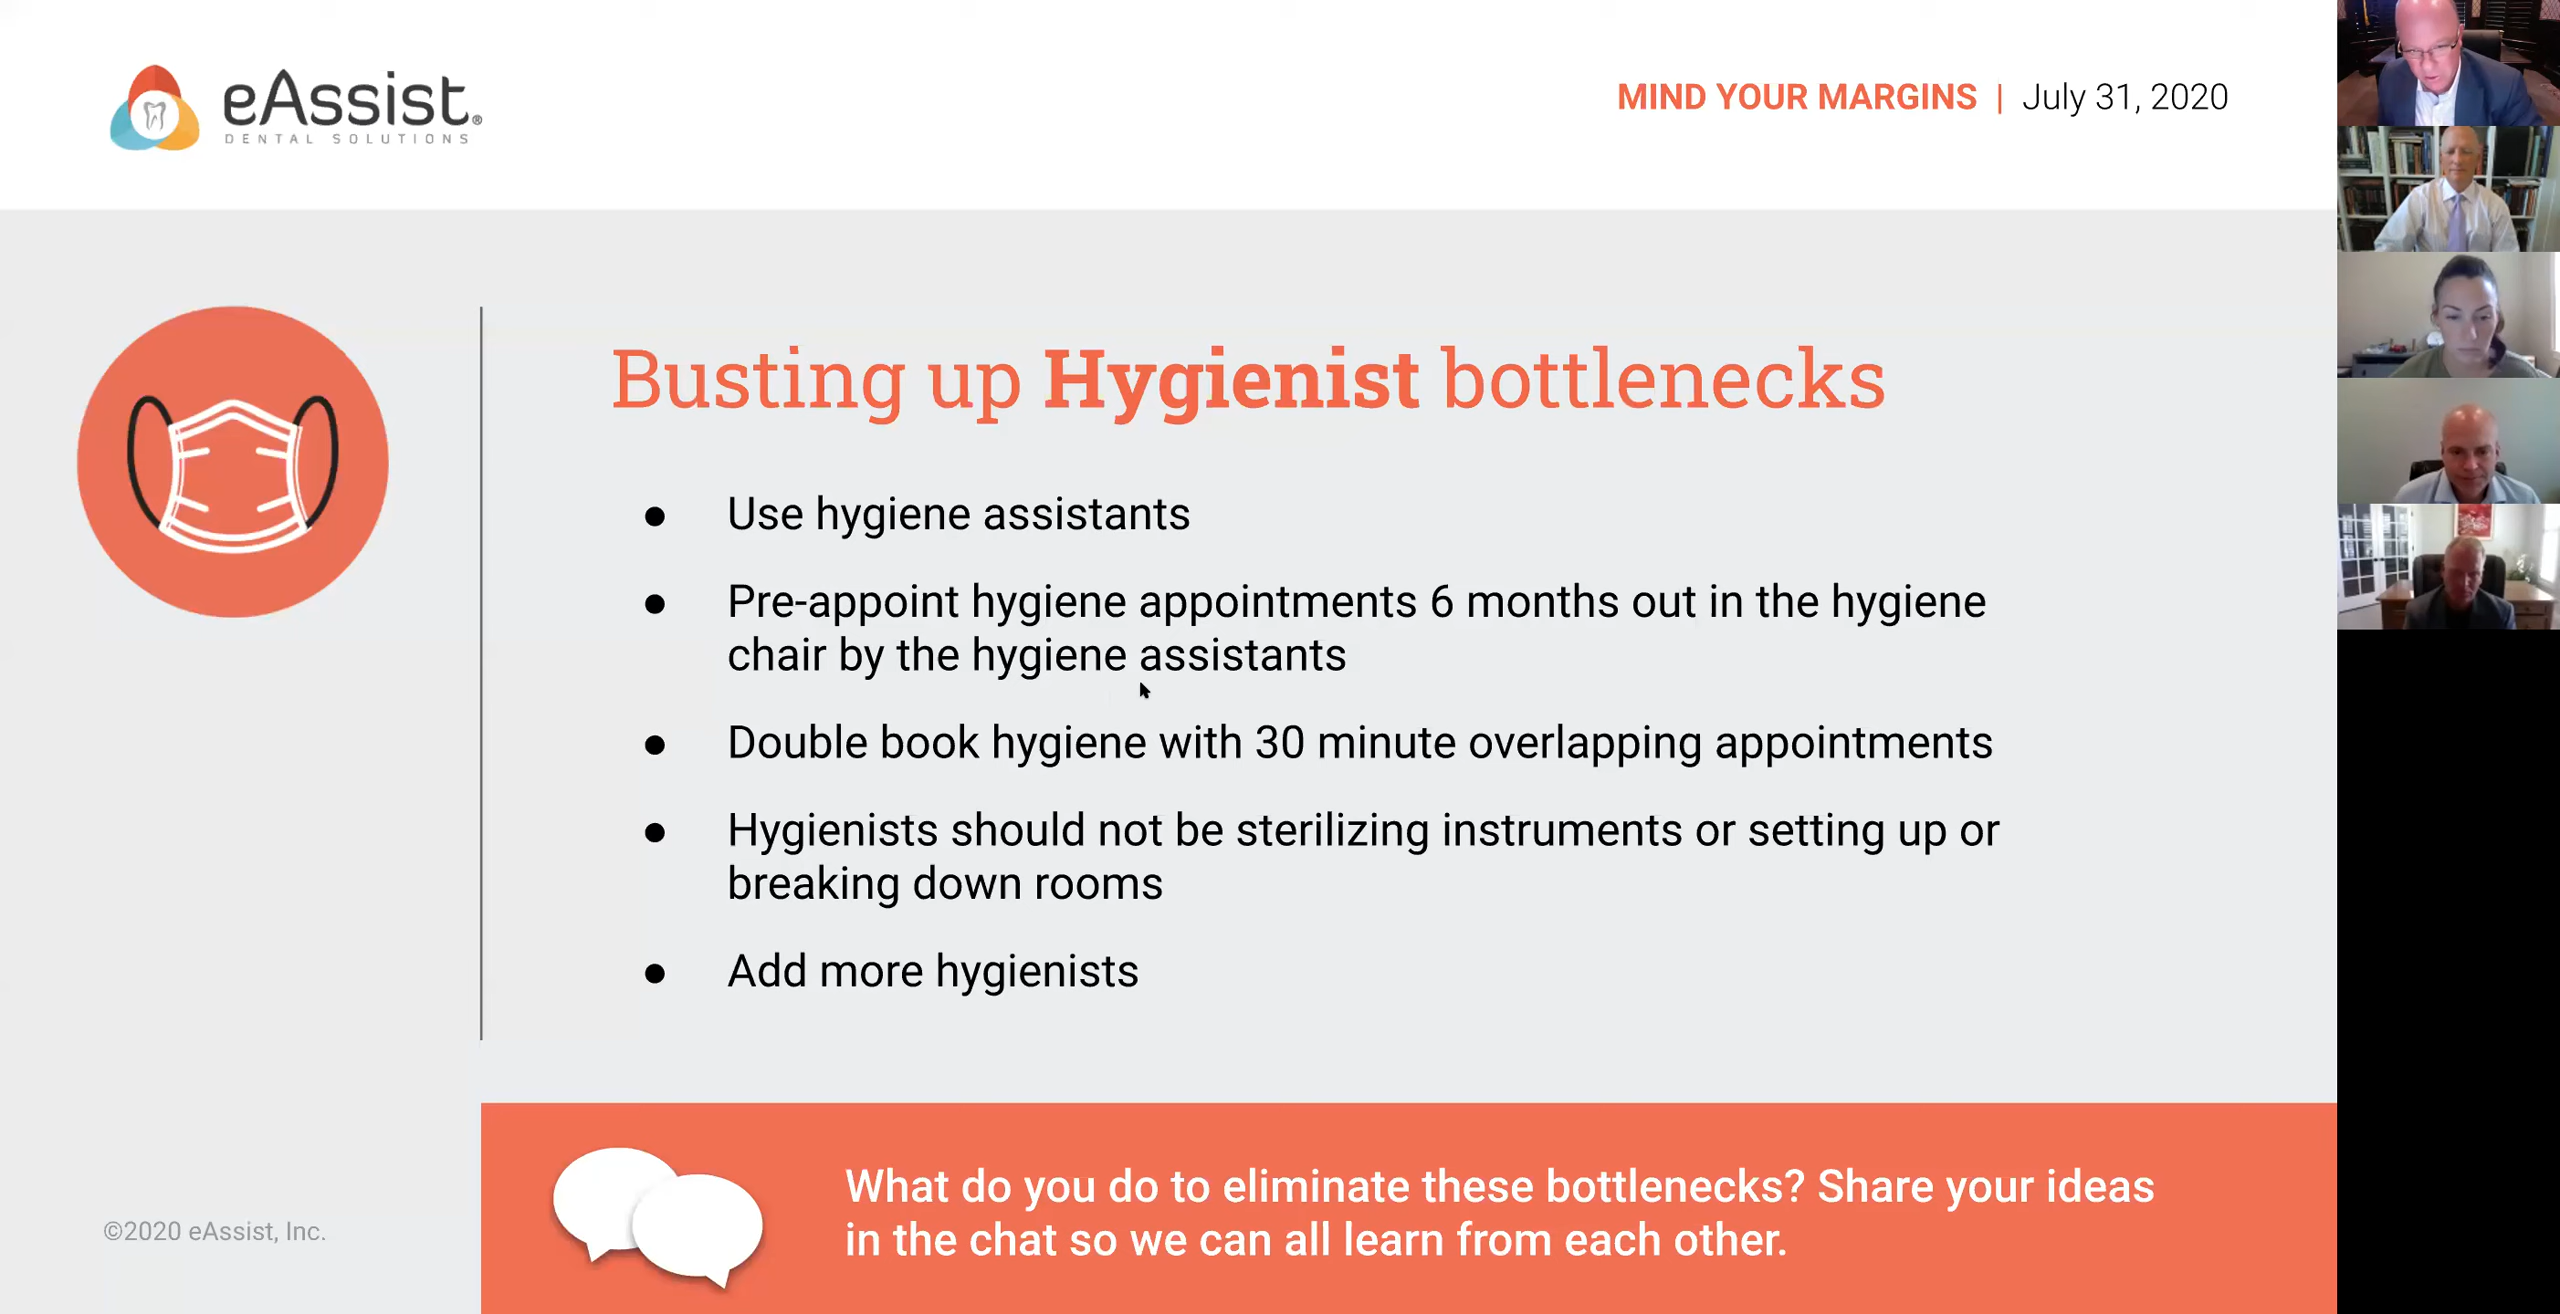 eAssist®
DENTAL SOLUTIONS
MIND YOUR MARGINS | July 31, 2020
Busting up Hygienist bottlenecks
● Use hygiene assistants
● Pre-appoint hygiene appointments 6 months out in the hygiene
chair by the hygiene assistants
● Double book hygiene with 30 minute overlapping appointments
● Hygienists should not be sterilizing instruments or setting up or
breaking down rooms
● Add more hygienists
What do you do to eliminate these bottlenecks? Share your ideas
in the chat so we can all learn from each other.
©2020 eAssist, Inc.